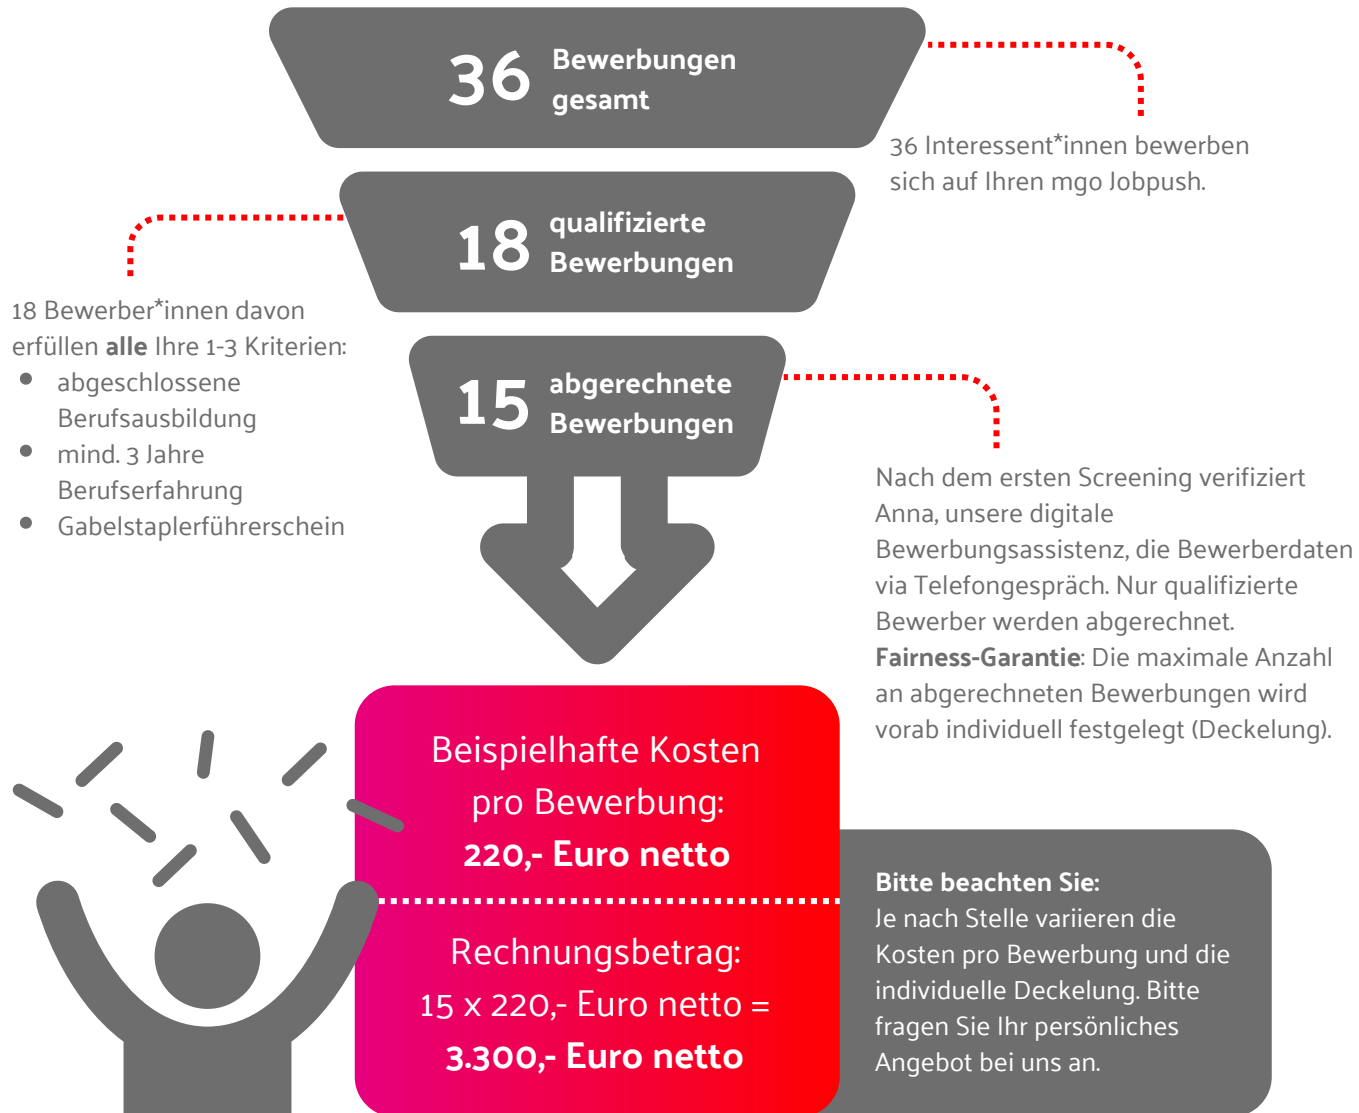 36 Bewerbungen
gesamt
36 Interessent*innen bewerben
sich auf Ihren mgo Jobpush.
18 qualifizierte
Bewerbungen
18 Bewerber*innen davon
erfüllen alle Ihre 1-3 Kriterien:
• abgeschlossene
Berufsausbildung
• mind. 3 Jahre
Berufserfahrung
• Gabelstaplerführerschein
15 abgerechnete
Bewerbungen
Nach dem ersten Screening verifiziert
Anna, unsere digitale
Bewerbungsassistenz, die Bewerberdaten
via Telefongespräch. Nur qualifizierte
Bewerber werden abgerechnet.
Fairness-Garantie: Die maximale Anzahl
an abgerechneten Bewerbungen wird
vorab individuell festgelegt (Deckelung).
Beispielhafte Kosten
pro Bewerbung:
220,- Euro netto
Rechnungsbetrag:
15 x 220,- Euro netto =
3.300,- Euro netto
Bitte beachten Sie:
Je nach Stelle variieren die
Kosten pro Bewerbung und die
individuelle Deckelung. Bitte
fragen Sie Ihr persönliches
Angebot bei uns an.